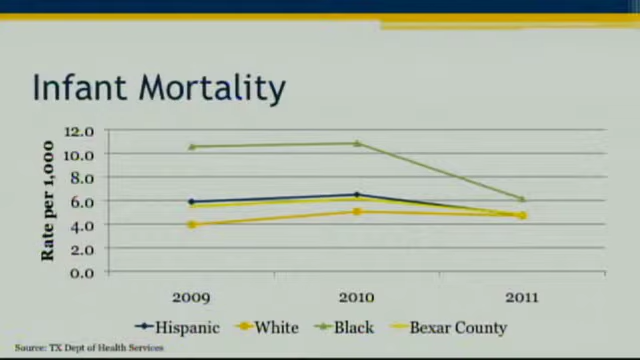 Infant Mortality
Rate per 1,000
12.0
10.0
8.0
6.0
4.0
2.0
0.0
2009 2010 2011
Hispanic White Black Bexar County
Source: TX Dept of Health Services